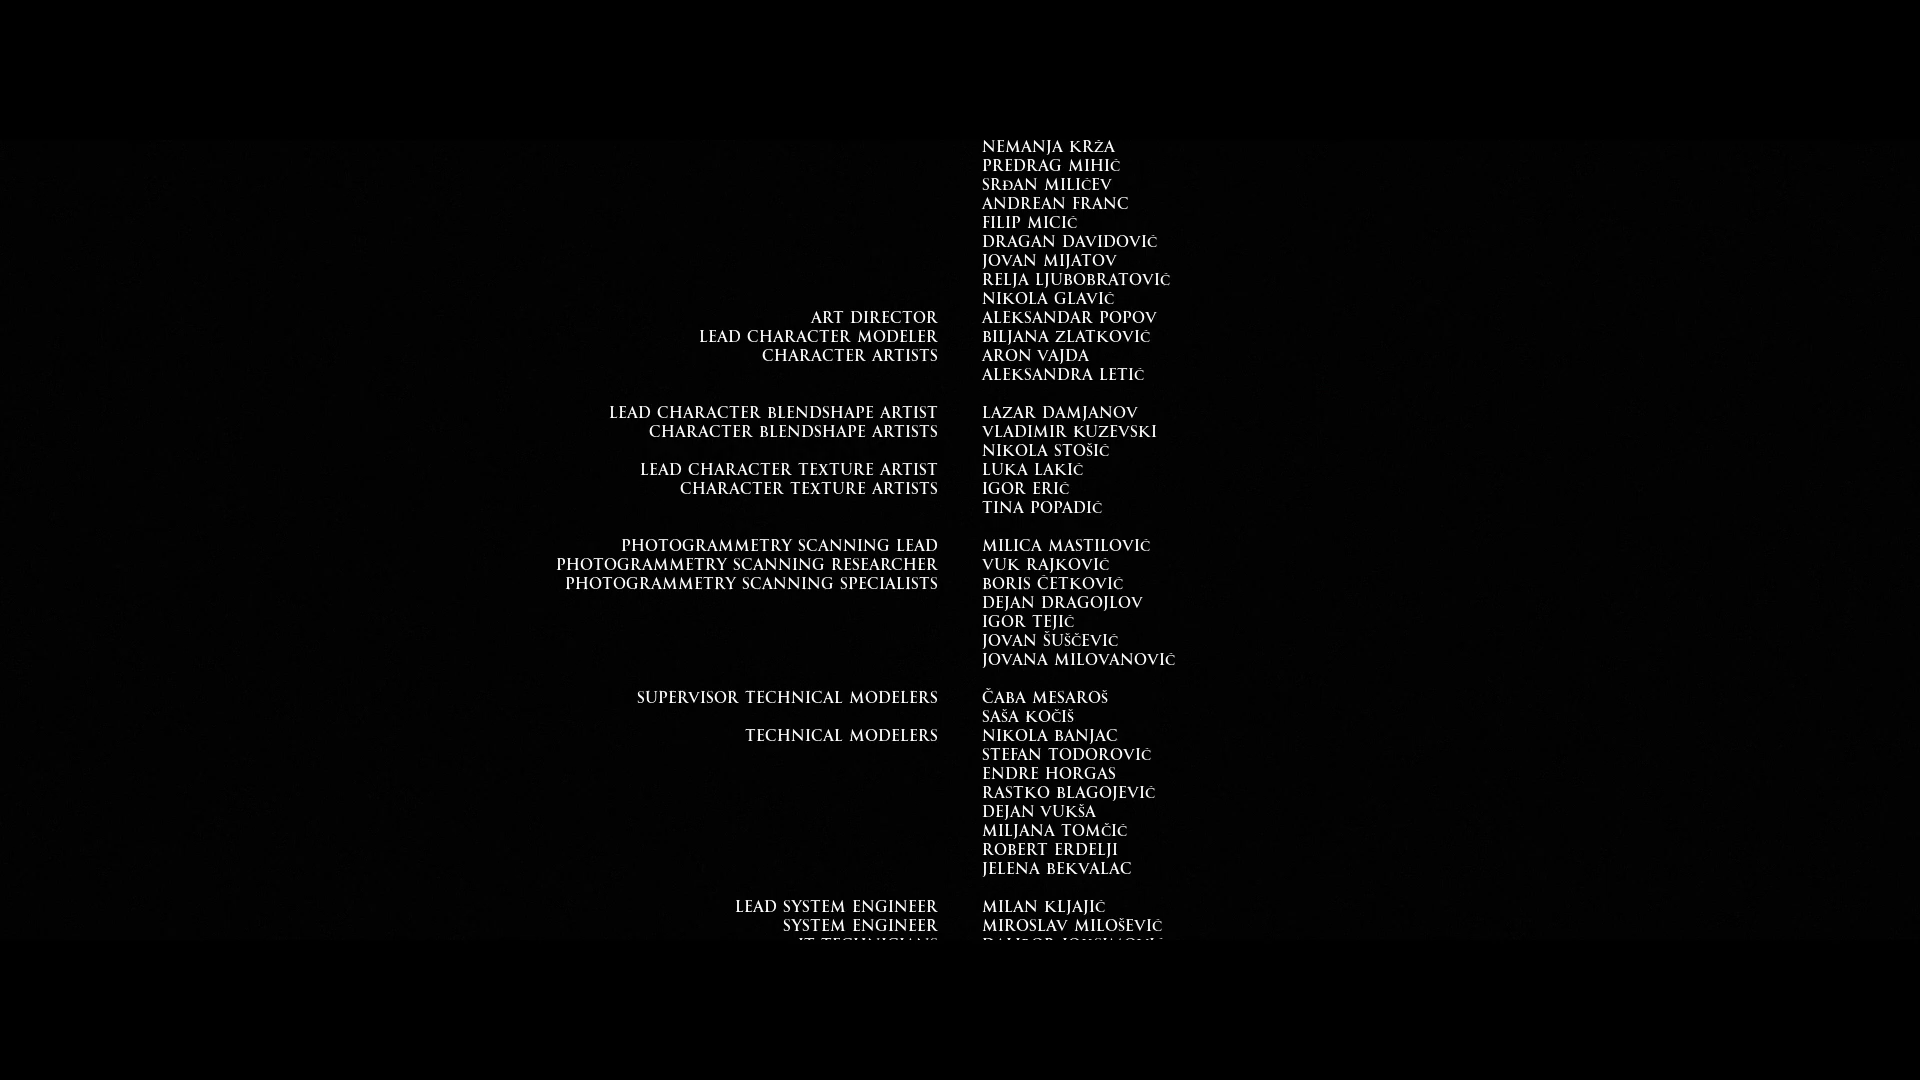 NEMANJA KRŽA
PREDRAG MIHIĆ
SRĐAN MILIĆEV
ANDREAN FRANC
FILIP MICIĆ
DRAGAN DAVIDOVIĆ
JOVAN MIJATOV
RELJA LJUBOBRATOVIĆ
NIKOLA GLAVIĆ
ART DIRECTOR ALEKSANDAR POPOV
LEAD CHARACTER MODELER BILJANA ZLATKOVIĆ
CHARACTER ARTISTS ARON VAJDA
ALEKSANDRA LETIĆ
LEAD CHARACTER BLENDSHAPE ARTIST LAZAR DAMJANOV
CHARACTER BLENDSHAPE ARTISTS VLADIMIR KUZEVSKI
NIKOLA STOŠIĆ
LEAD CHARACTER TEXTURE ARTIST LUKA LAKIĆ
CHARACTER TEXTURE ARTISTS IGOR ERIĆ
TINA POPADIĆ
PHOTOGRAMMETRY SCANNING LEAD MILICA MASTILOVIĆ
PHOTOGRAMMETRY SCANNING RESEARCHER VUK RAJKOVIĆ
PHOTOGRAMMETRY SCANNING SPECIALISTS BORIS ĆETKOVIĆ
DEJAN DRAGOJLOV
IGOR TEJIĆ
JOVAN ŠUŠČEVIĆ
JOVANA MILOVANOVIĆ
SUPERVISOR TECHNICAL MODELERS ČABA MESAROŠ
SAŠA KOČIŠ
TECHNICAL MODELERS NIKOLA BANJAC
STEFAN TODOROVIĆ
ENDRE HORGAS
RASTKO BLAGOJEVIĆ
DEJAN VUKŠA
MILJANA TOMČIĆ
ROBERT ERDELJI
JELENA BEKVALAC
LEAD SYSTEM ENGINEER MILAN KLJAJIĆ
SYSTEM ENGINEER MIROSLAV MILOŠEVIĆ
IT TECHNICIANS